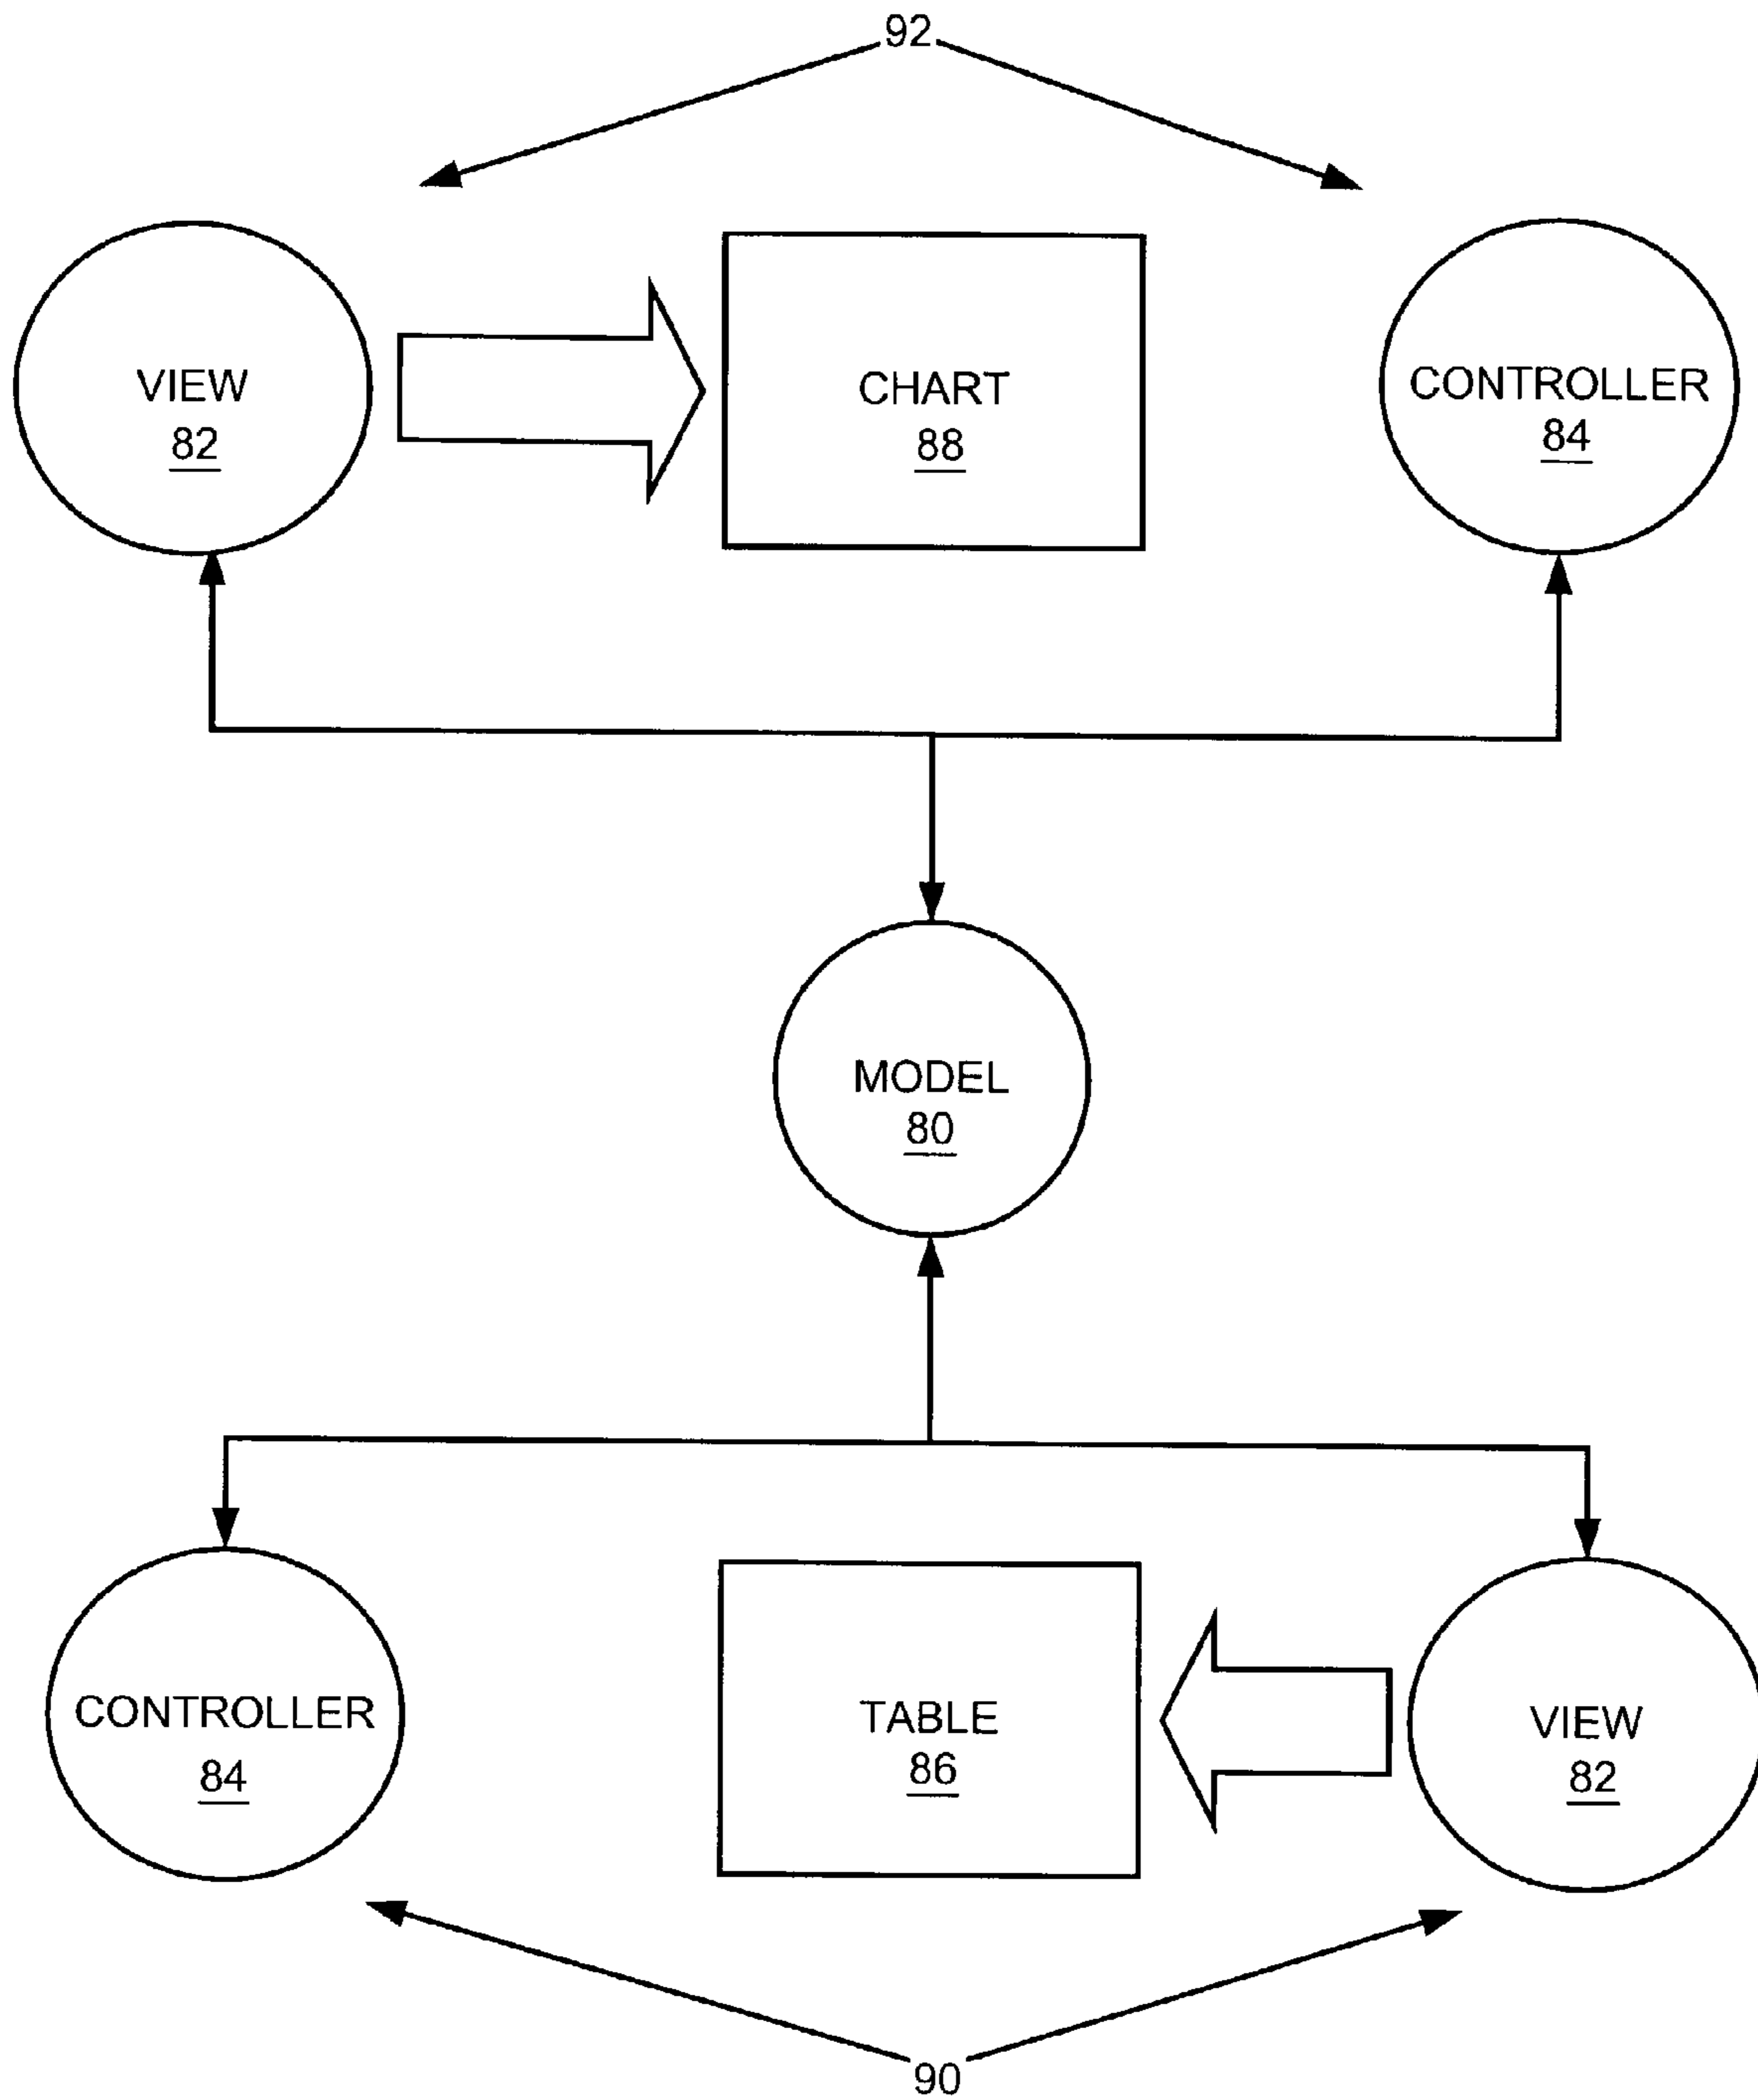 92
VIEW
82
CHART
88
CONTROLLER
84
MODEL
80
CONTROLLER
84
TABLE
86
VIEW
82
90